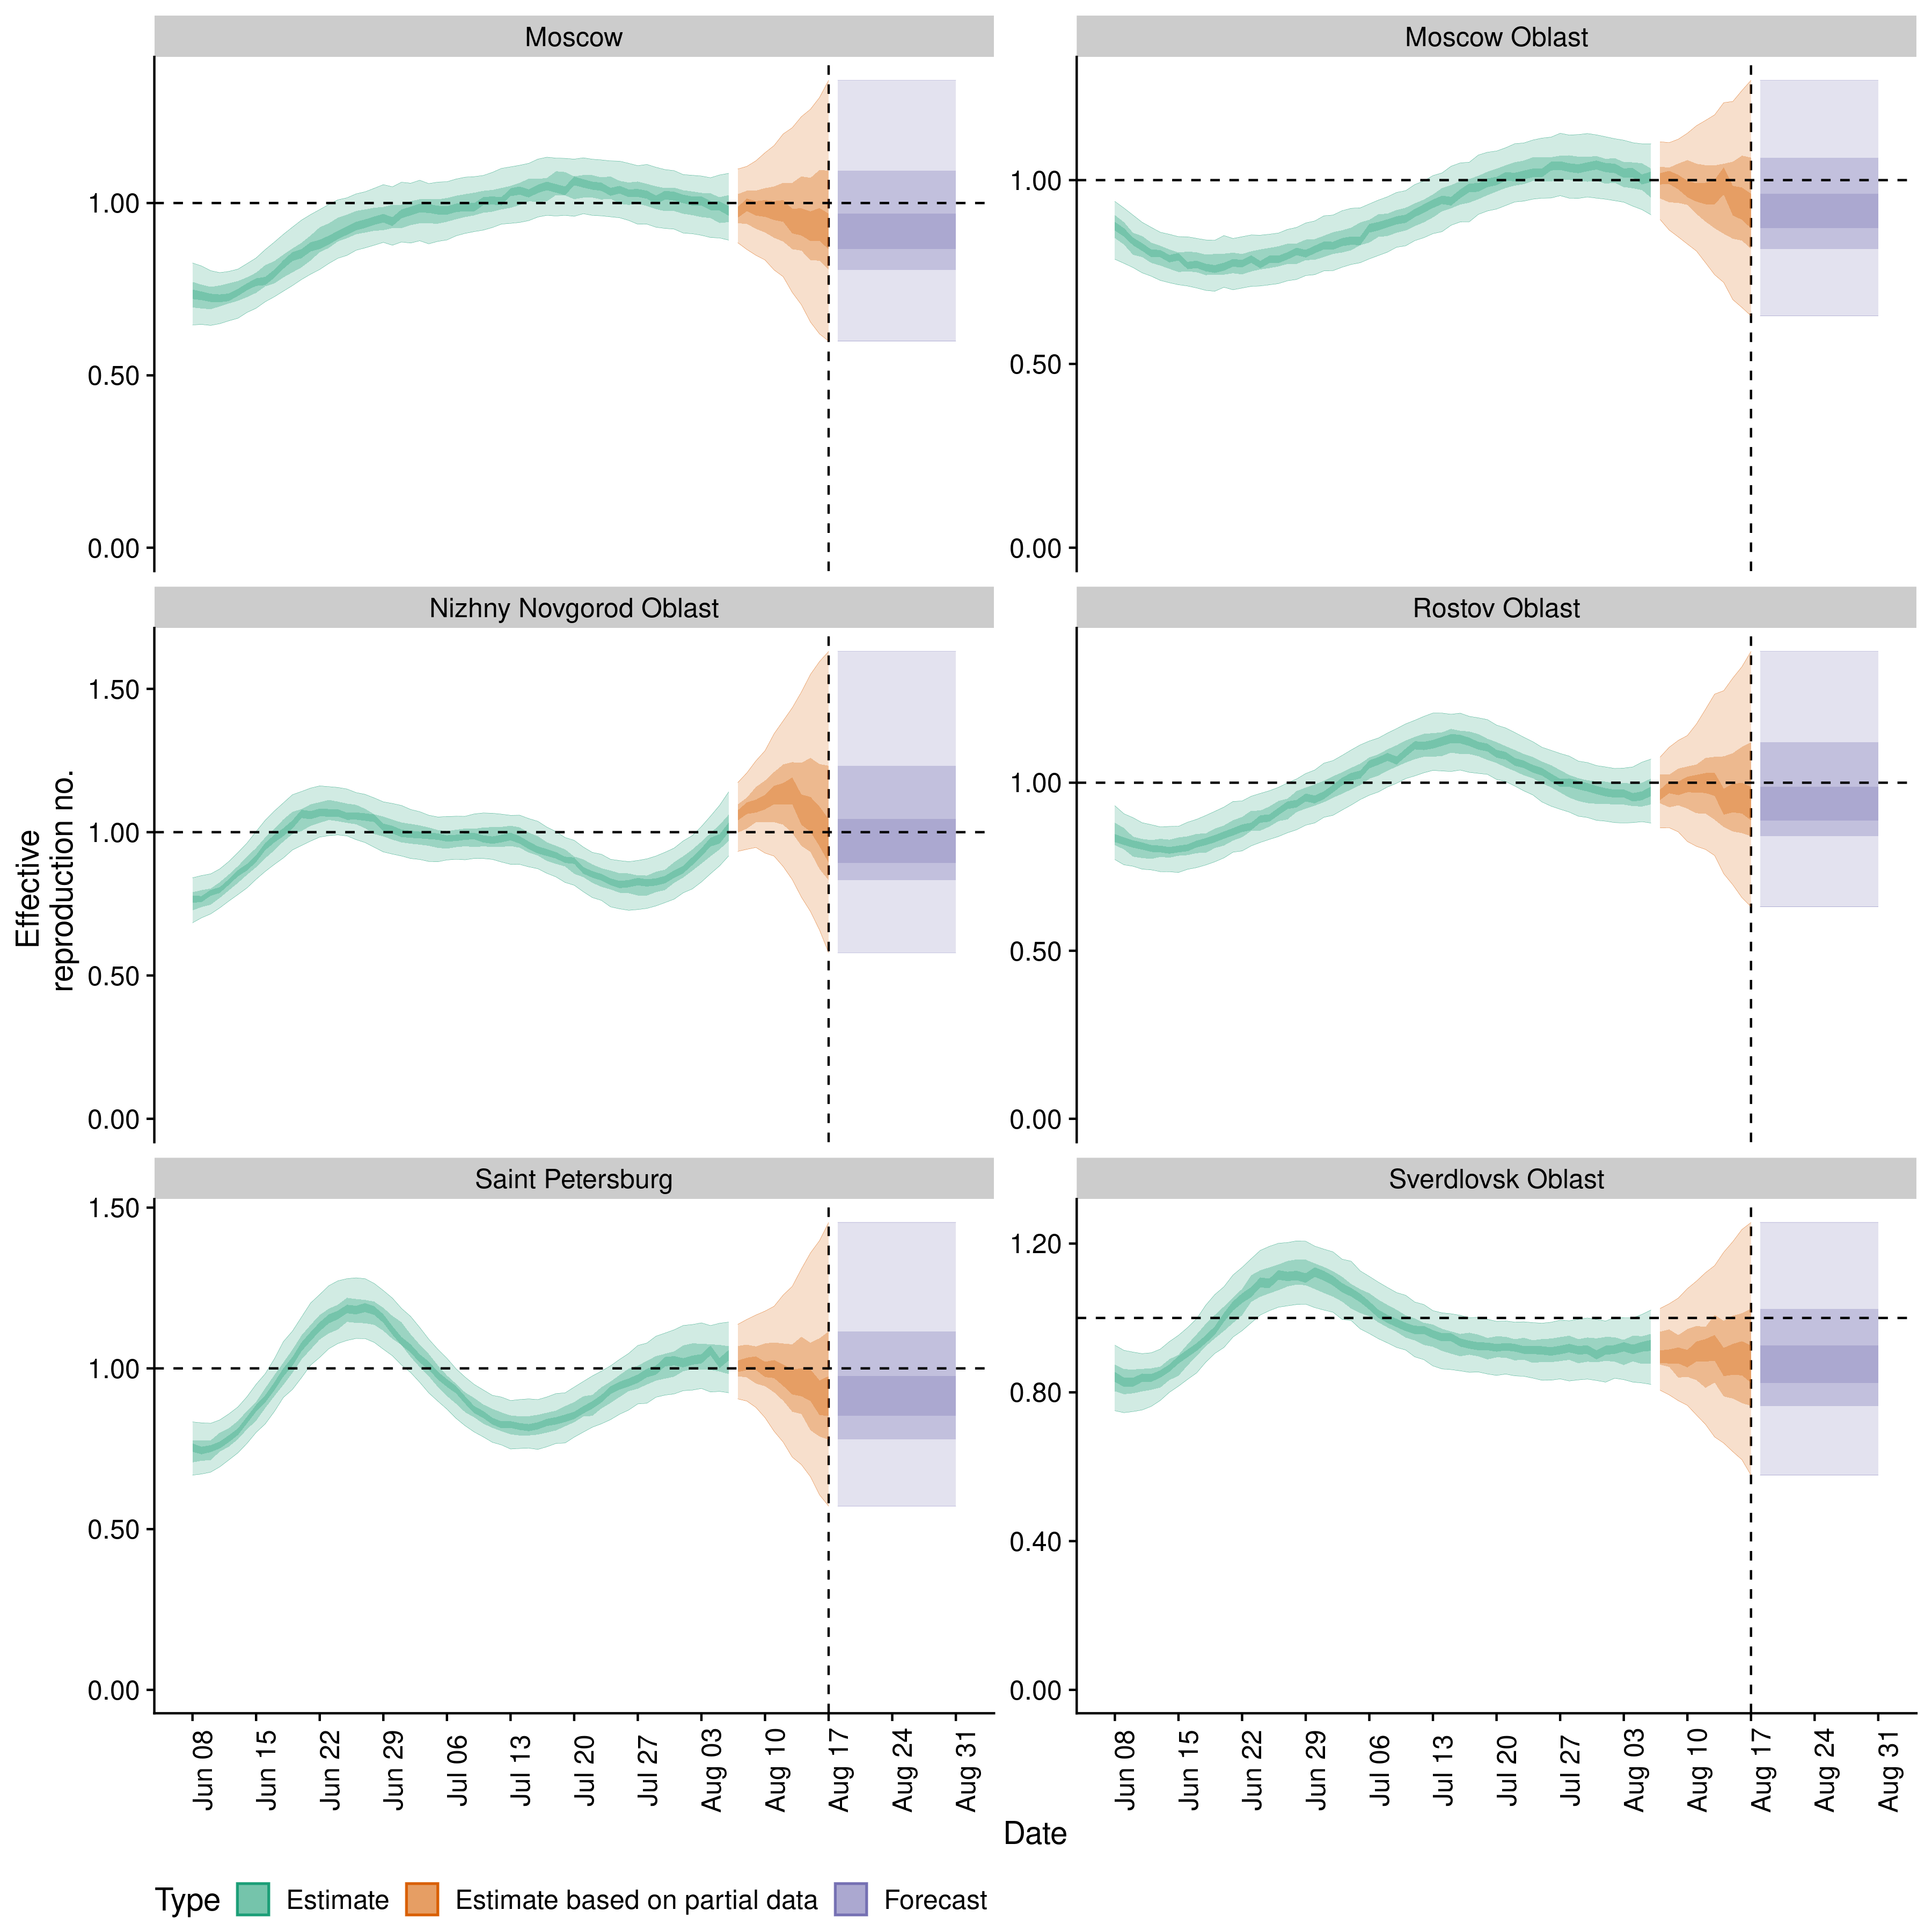 Moscow
Moscow Oblast
1.00
0.50
0.00
1.00
0.50
0.00
Nizhny Novgorod Oblast
Rostov Oblast
1.50
1.00
0.50
0.00
1.00
0.50
0.00
Saint Petersburg
Sverdlovsk Oblast
1.50
1.00
0.50
0.00
1.20
0.80
0.40
0.00
Effective
reproduction no.
Jun 08
Jun 15
Jun 22
Jun 29
Jul 06
Jul 13
Jul 20
Jul 27
Aug 03
Aug 10
Aug 17
Aug 24
Aug 31
Jun 08
Jun 15
Jun 22
Jun 29
Jul 06
Jul 13
Jul 20
Jul 27
Aug 03
Aug 10
Aug 17
Aug 24
Aug 31
Date
Type Estimate Estimate based on partial data Forecast